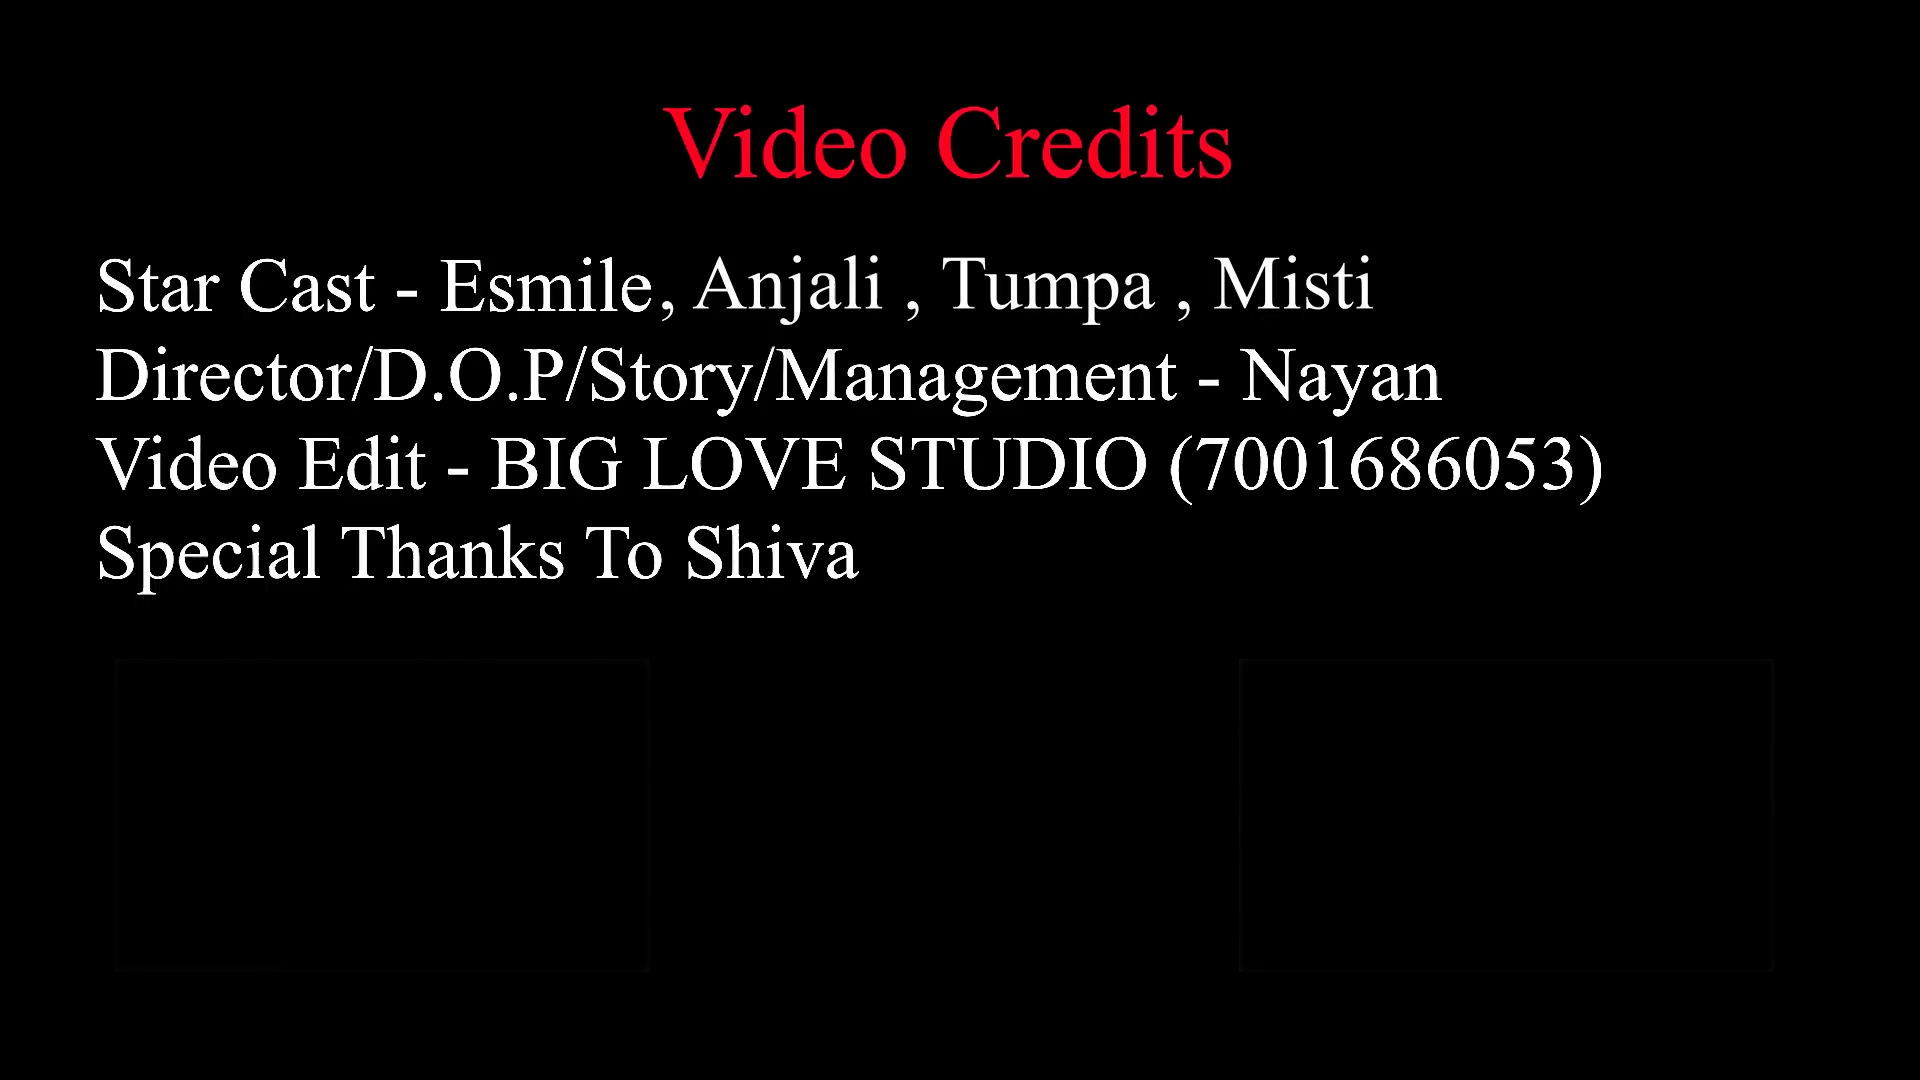 Video Credits
Star Cast - Esmile, Anjali , Tumpa , Misti
Director/D.O.P/Story/Management - Nayan
Video Edit - BIG LOVE STUDIO (7001686053)
Special Thanks To Shiva